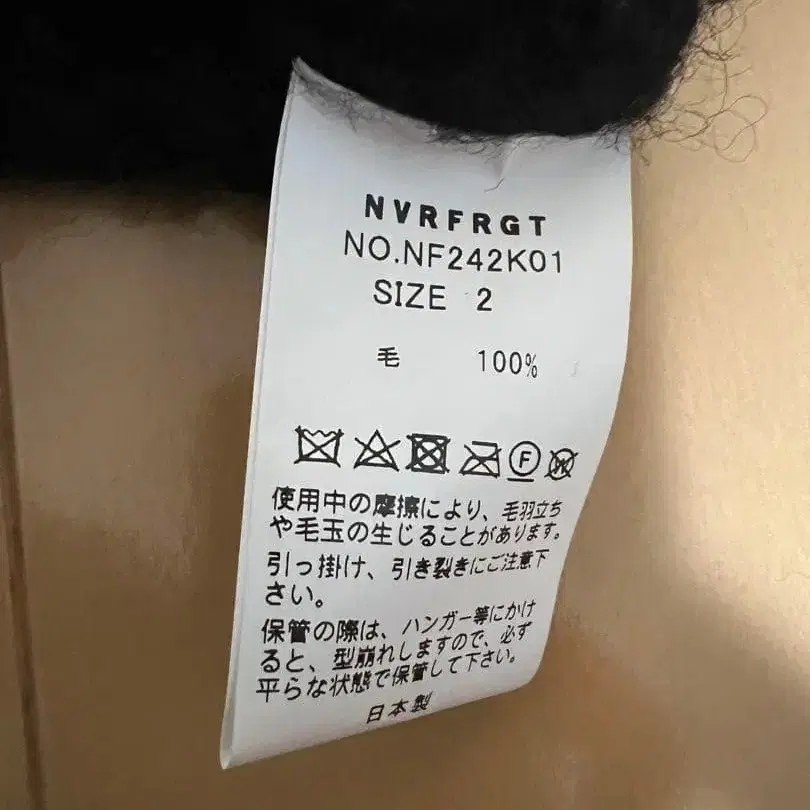 NVRFRGT
NO.NF242K01
SIZE 2
毛 100%
F
W
使用中の摩擦により、毛羽立ち
や毛玉の生じることがあります。
引っ掛け、引き裂きにご注意下
さい。
保管の際は、ハンガー等にかけ
ると、型崩れしますので、必ず
平らな状態で保管して下さい。
日本製